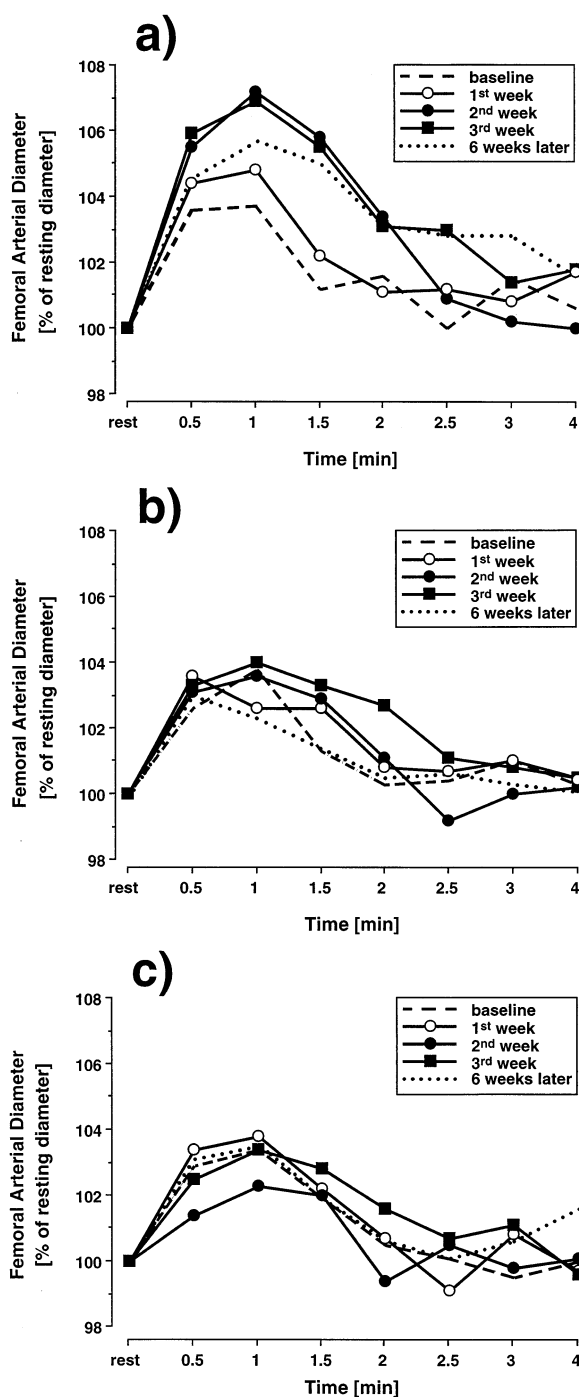 a)
108
106
104
102
100
98
Femoral Arterial Diameter
[% of resting diameter]
baseline
1st week
2nd week
3rd week
6 weeks later
rest 0.5 1 1.5 2 2.5 3 4
Time [min]
b)
108
106
104
102
100
98
Femoral Arterial Diameter
[% of resting diameter]
baseline
1st week
2nd week
3rd week
6 weeks later
rest 0.5 1 1.5 2 2.5 3 4
Time [min]
c)
108
106
104
102
100
98
Femoral Arterial Diameter
[% of resting diameter]
baseline
1st week
2nd week
3rd week
6 weeks later
rest 0.5 1 1.5 2 2.5 3 4
Time [min]